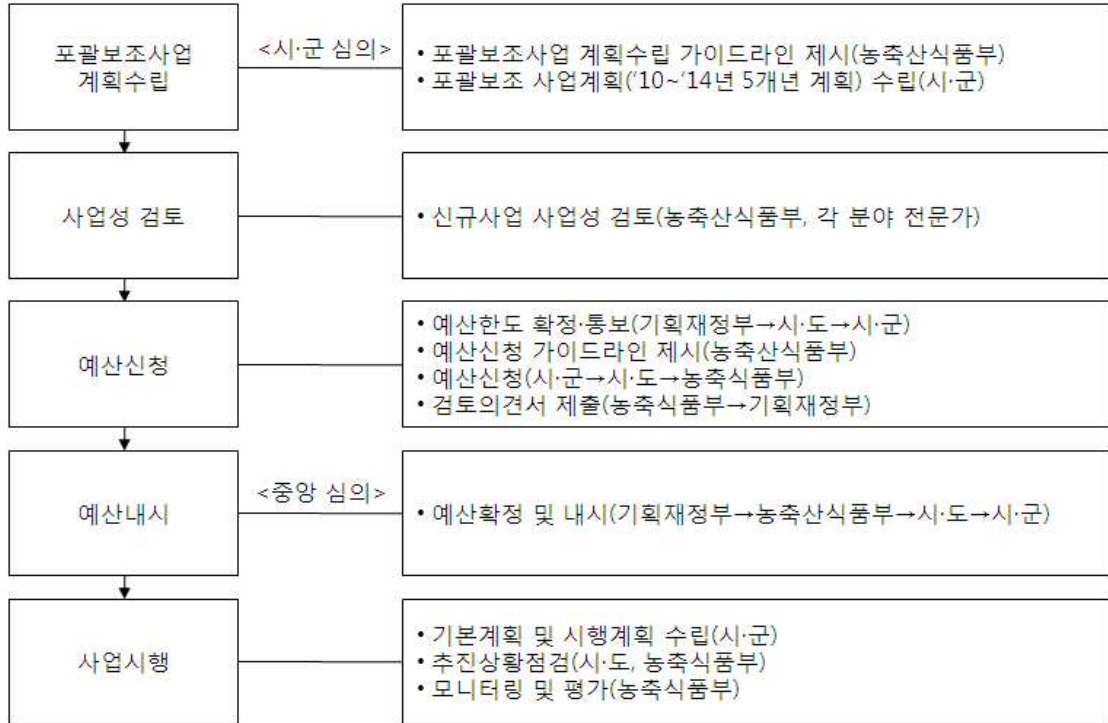 포괄보조사업
계획수립
<시·군 심의>
• 포괄보조사업 계획수립 가이드라인 제시(농축산식품부)
• 포괄보조 사업계획('10~'14년 5개년 계획) 수립(시·군)
사업성 검토
• 신규사업 사업성 검토(농축산식품부, 각 분야 전문가)
예산신청
• 예산한도 확정·통보(기획재정부→시·도→시·군)
• 예산신청 가이드라인 제시(농축산식품부)
• 예산신청(시·군→시·도→농축식품부)
• 검토의견서 제출(농축식품부→기획재정부)
예산내시
<중앙 심의>
• 예산확정 및 내시(기획재정부→농축산식품부→시·도→시·군)
사업시행
• 기본계획 및 시행계획 수립(시·군)
• 추진상황점검(시·도, 농축식품부)
• 모니터링 및 평가(농축식품부)